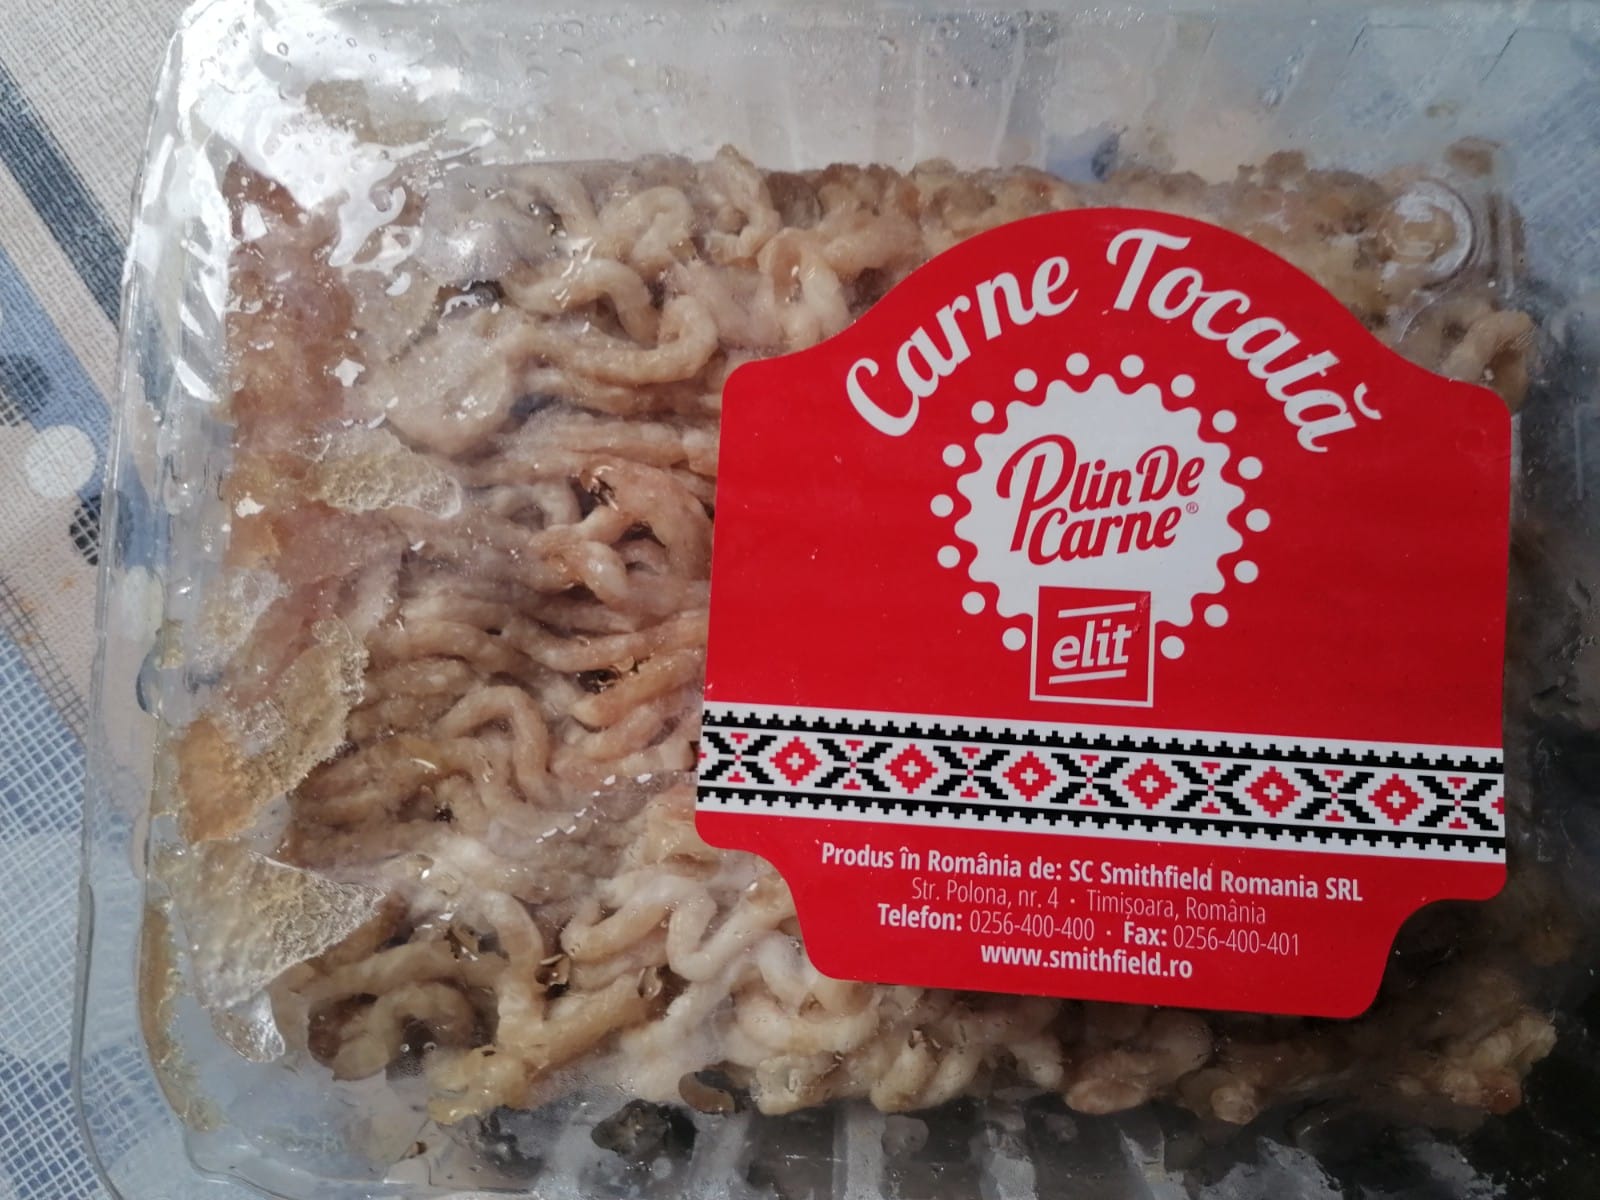 Carne Tocată
Plin De
Carne®
elit
Produs în România de: SC Smithfield Romania SRL
Str. Polona, nr. 4 · Timișoara, România
Telefon: 0256-400-400 · Fax: 0256-400-401
www.smithfield.ro